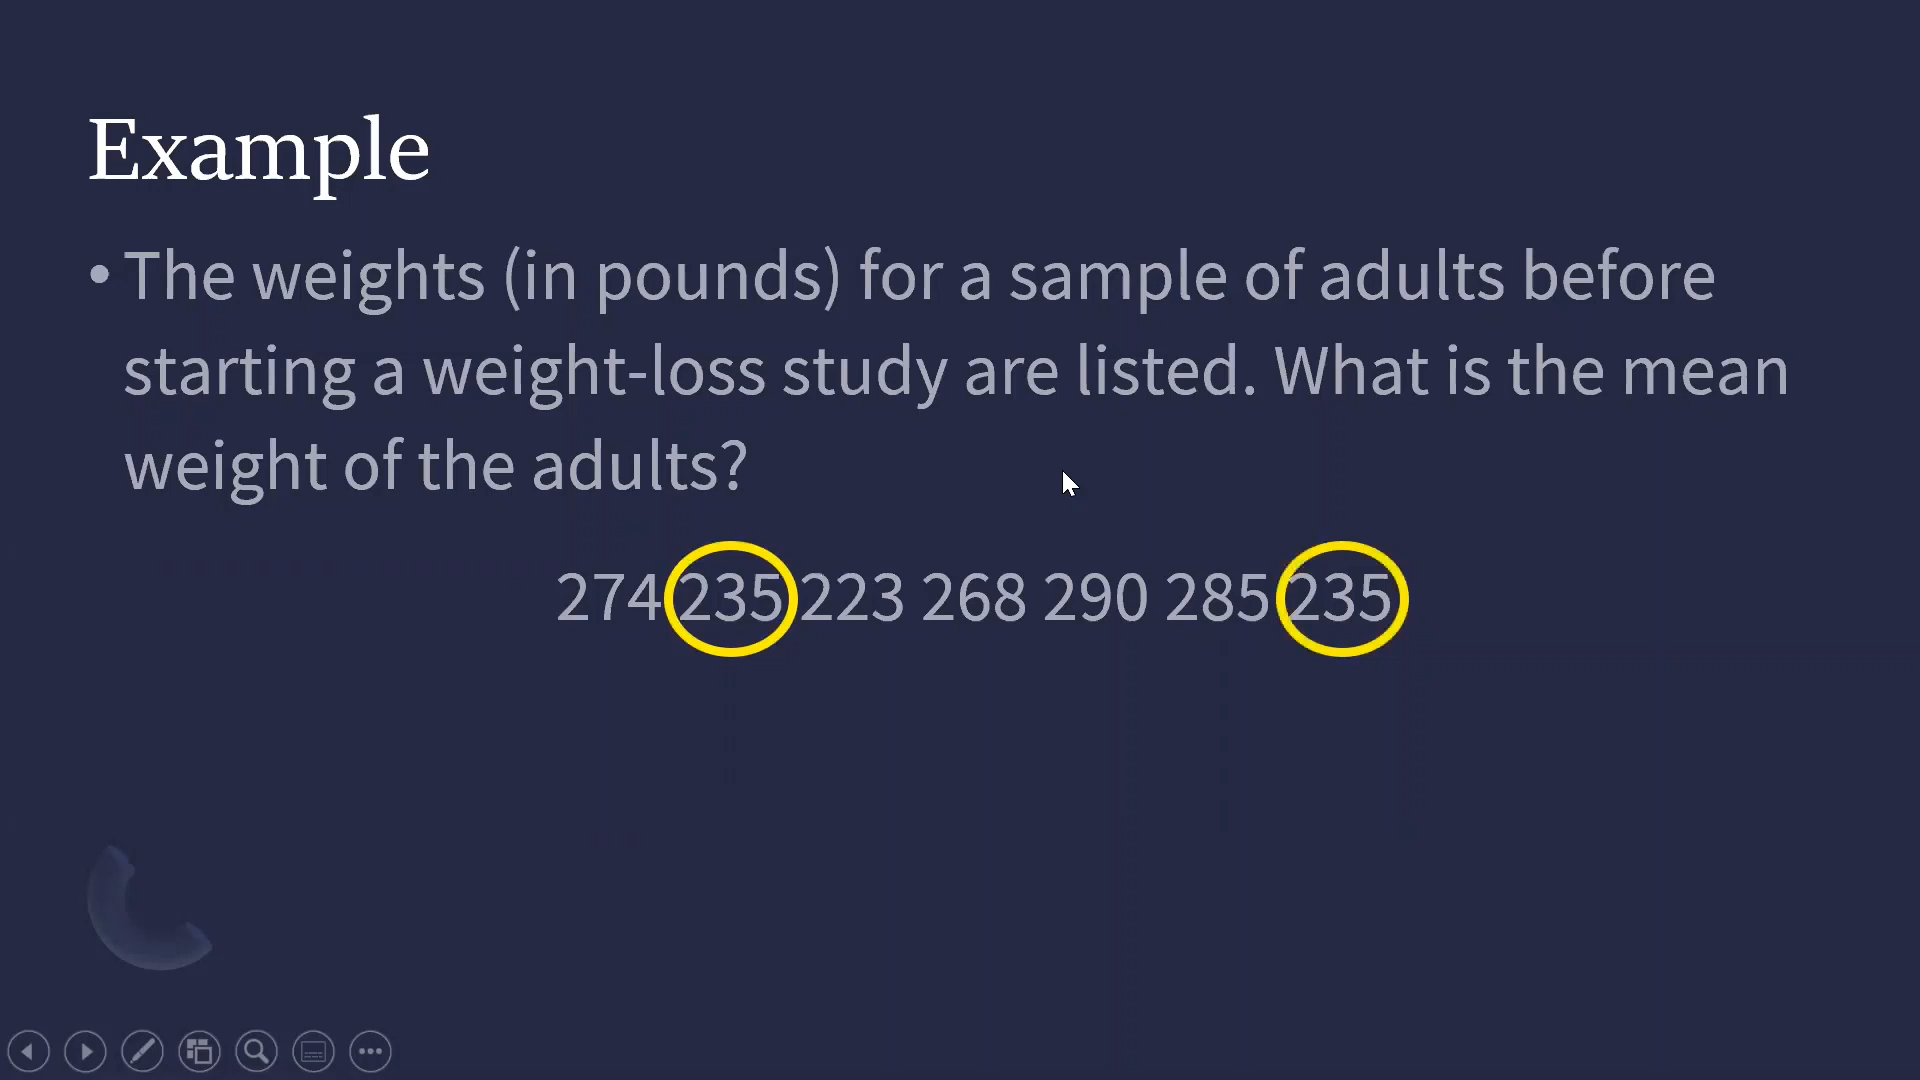 Example
• The weights (in pounds) for a sample of adults before
starting a weight-loss study are listed. What is the mean
weight of the adults?
274 235 223 268 290 285 235